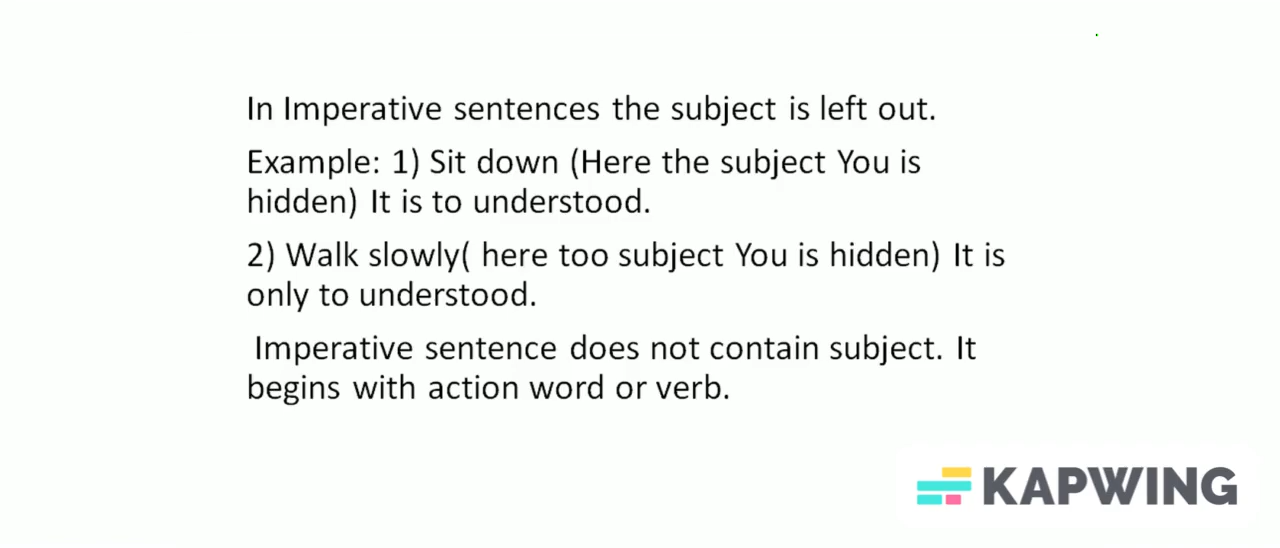 In Imperative sentences the subject is left out.
Example: 1) Sit down (Here the subject You is
hidden) It is to understood.
2) Walk slowly( here too subject You is hidden) It is
only to understood.
Imperative sentence does not contain subject. It
begins with action word or verb.
KAPWING